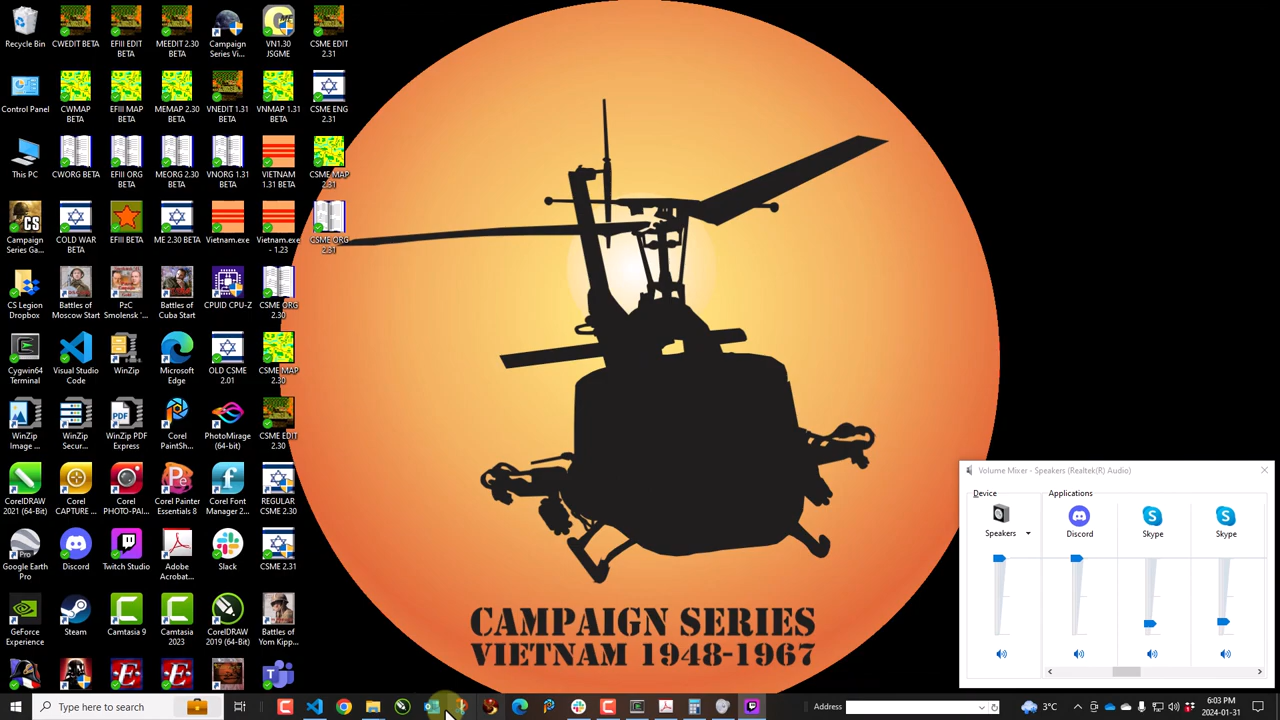 Recycle Bin
CWEDIT BETA
EFIII EDIT
BETA
MEEDIT 2.30
BETA
Campaign
Series Vi...
VN1.30
JSGME
CSME EDIT
2.31
Control Panel
CWMAP
BETA
EFIII MAP
BETA
MEMAP 2.30
BETA
VNEDIT 1.31
BETA
VNMAP 1.31
BETA
CSME ENG
2.31
This PC
CWORG BETA
EFIII ORG
BETA
MEORG 2.30
BETA
VNORG 1.31
BETA
VIETNAM
1.31 BETA
CSME MAP
2.31
CS
Campaign
Series Ga...
COLD WAR
BETA
EFIII BETA
ME 2.30 BETA
Vietnam.exe
Vietnam.exe
- 1.23
CSME ORG
2.31
CS Legion
Dropbox
Battles of
Moscow Start
PzC
Smolensk '...
Battles of
Cuba Start
CPUID CPU-Z
CSME ORG
2.30
Cygwin64
Terminal
Visual Studio
Code
WinZip
Microsoft
Edge
OLD CSME
2.01
CSME MAP
2.30
WinZip
Image ...
WinZip
Secur...
PDF
WinZip PDF
Express
Corel
PaintSh...
PhotoMirage
(64-bit)
CSME EDIT
2.30
CorelDRAW
2021 (64-Bit)
Corel
CAPTURE ...
Corel
PHOTO-PAI...
Pe
Corel Painter
Essentials 8
f
Corel Font
Manager 2...
REGULAR
CSME 2.30
Pro
Google Earth
Pro
Discord
Twitch Studio
Adobe
Acrobat...
Slack
CSME 2.31
GeForce
Experience
Steam
Camtasia 9
Camtasia
2023
CorelDRAW
2019 (64-Bit)
Battles of
Yom Kipp...
CAMPAIGN SERIES
VIETNAM 1948-1967
Volume Mixer - Speakers (Realtek(R) Audio)
Device
Applications
Speakers
Discord
Skype
Skype
Type here to search
Address
3°C
6:03 PM
2024-01-31